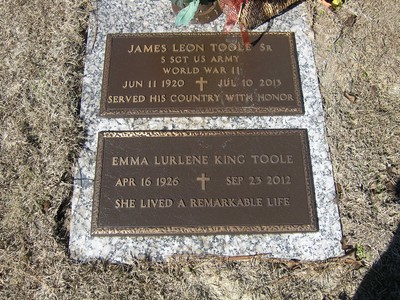 JAMES LEON TOOLE SR
S SGT US ARMY
WORLD WAR II
JUN 11 1920 JUL 10 2013
SERVED HIS COUNTRY WITH HONOR
EMMA LURLENE KING TOOLE
APR 16 1926 SEP 23 2012
SHE LIVED A REMARKABLE LIFE